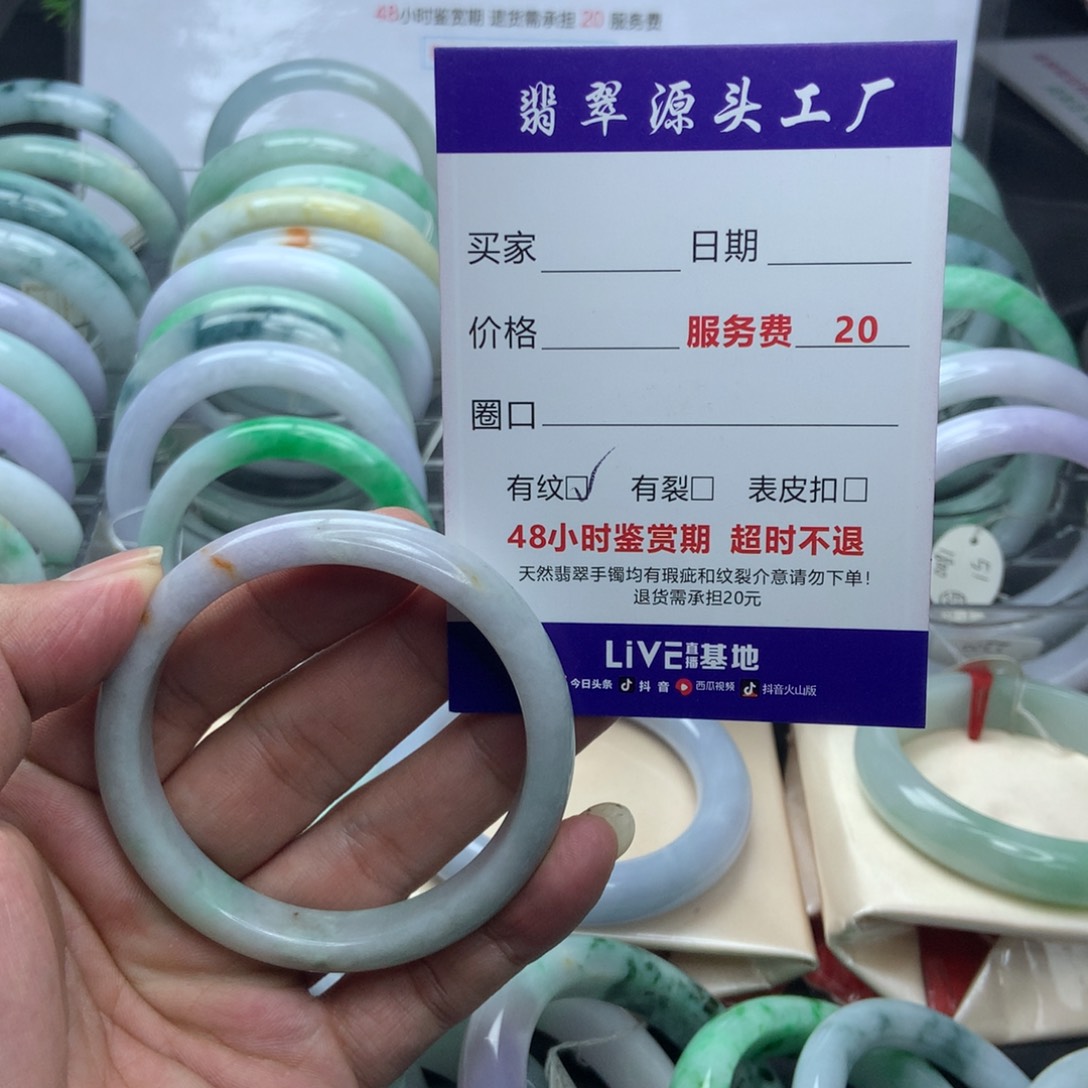 48小时鉴赏期 退货需承担 20 服务费
翡翠源头工厂
买家 日期
价格 服务费 20
圈口
有纹☑ 有裂□ 表皮扣□
48小时鉴赏期 超时不退
天然翡翠手镯均有瑕疵和纹裂介意请勿下单!
退货需承担20元
LiVE直播基地
今日头条 抖音 西瓜视频 抖音火山版